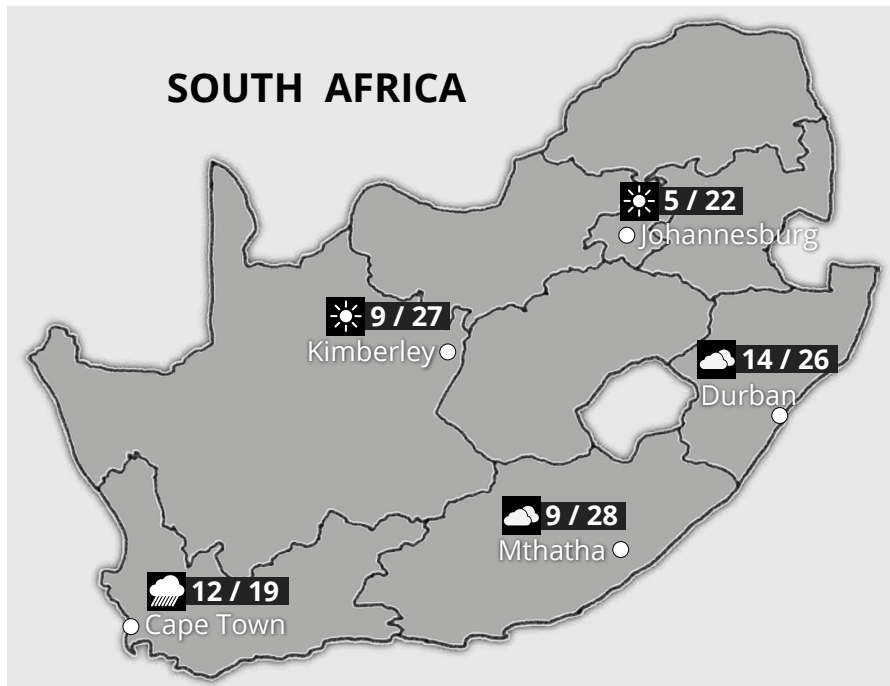 SOUTH AFRICA
5 / 22
Johannesburg
9 / 27
Kimberley
14 / 26
Durban
9 / 28
Mthatha
12 / 19
Cape Town